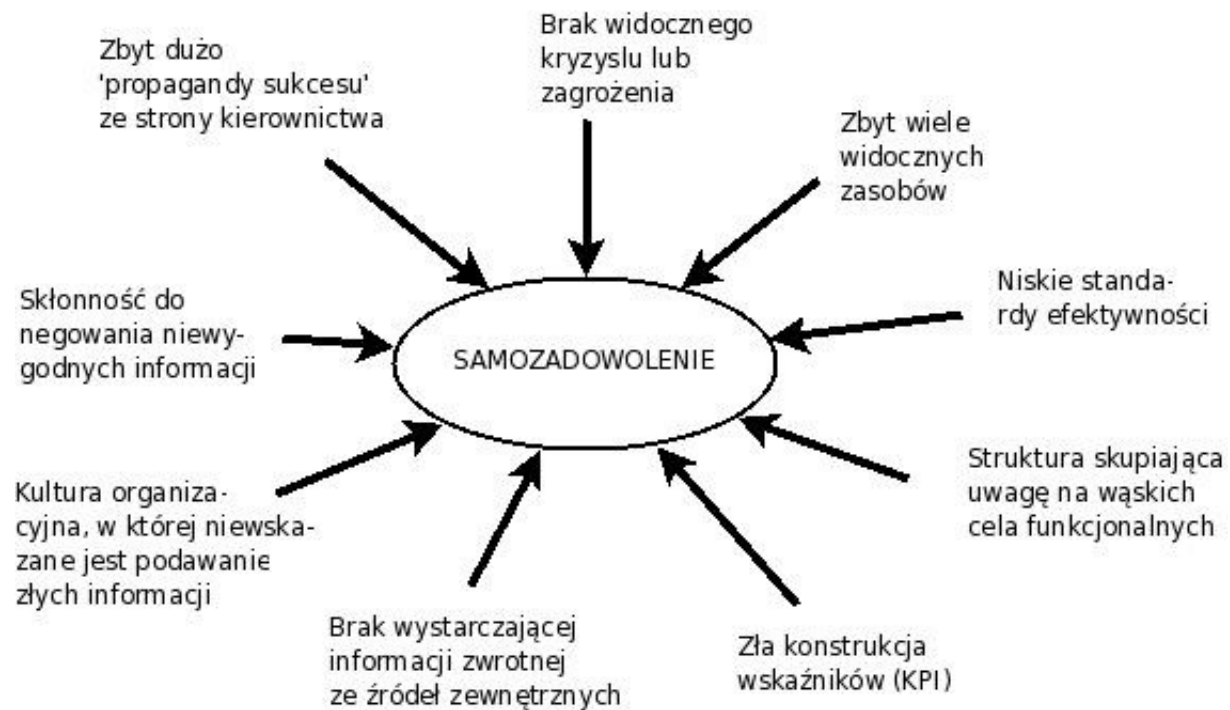 Brak widocznego
kryzyslu lub
zagrożenia
Zbyt dużo
'propagandy sukcesu'
ze strony kierownictwa
Zbyt wiele
widocznych
zasobów
Niskie standa-
rdy efektywności
Skłonność do
negowania niewy-
godnych informacji
SAMOZADOWOLENIE
Struktura skupiająca
uwagę na wąskich
cela funkcjonalnych
Kultura organiza-
cyjna, w której niewska-
zane jest podawanie
złych informacji
Brak wystarczającej
informacji zwrotnej
ze źródeł zewnętrznych
Zła konstrukcja
wskaźników (KPI)